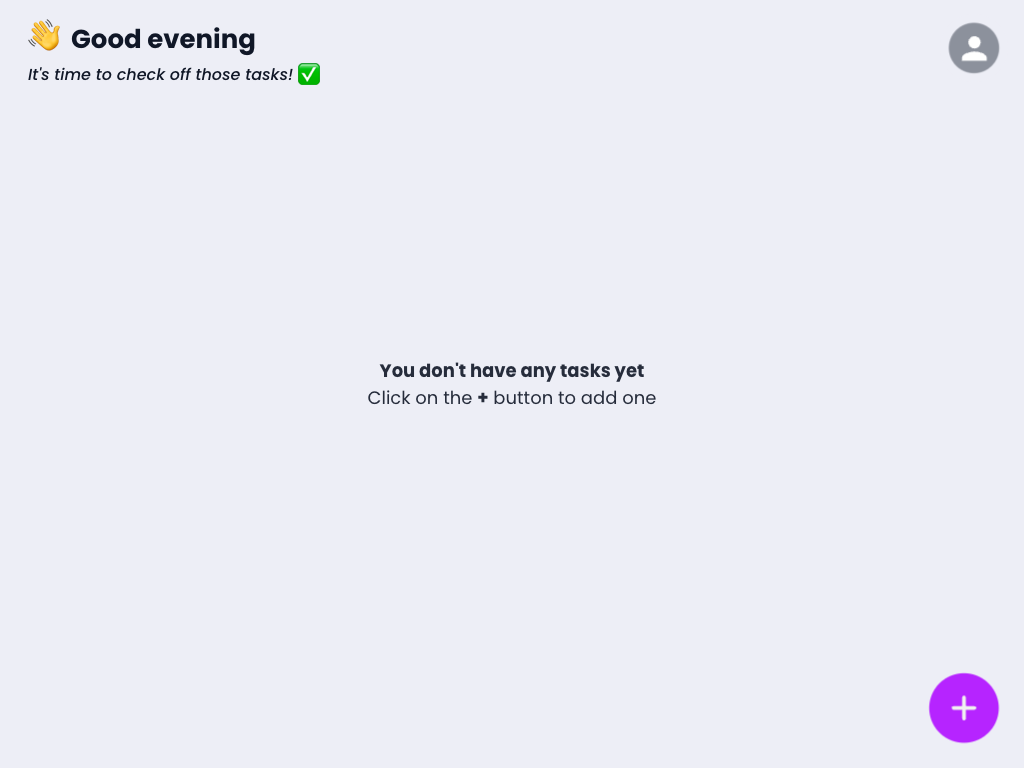 👋 Good evening
It's time to check off those tasks! ✅
You don't have any tasks yet
Click on the + button to add one